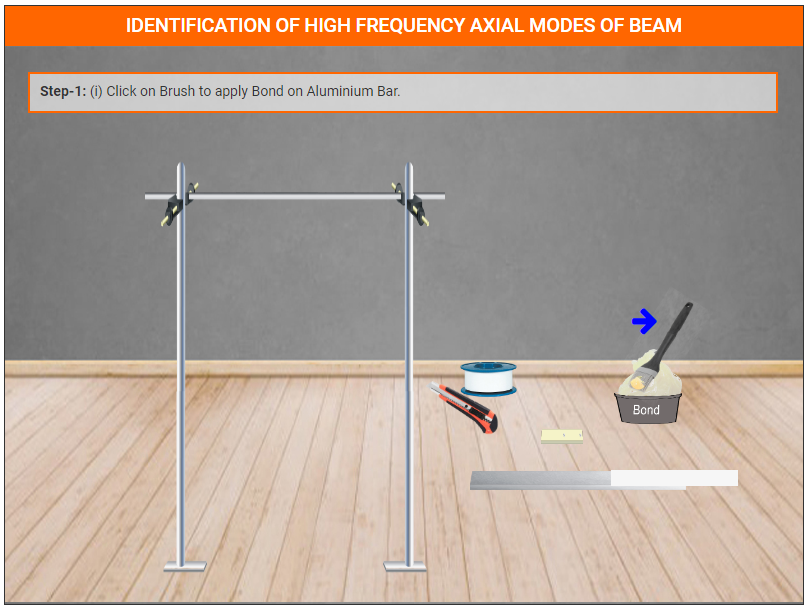 IDENTIFICATION OF HIGH FREQUENCY AXIAL MODES OF BEAM
Step-1: (i) Click on Brush to apply Bond on Aluminium Bar.
Bond